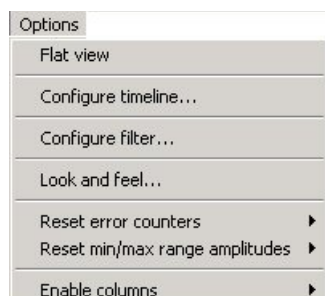 Options
Flat view
Configure timeline...
Configure filter...
Look and feel...
Reset error counters
Reset min/max range amplitudes
Enable columns